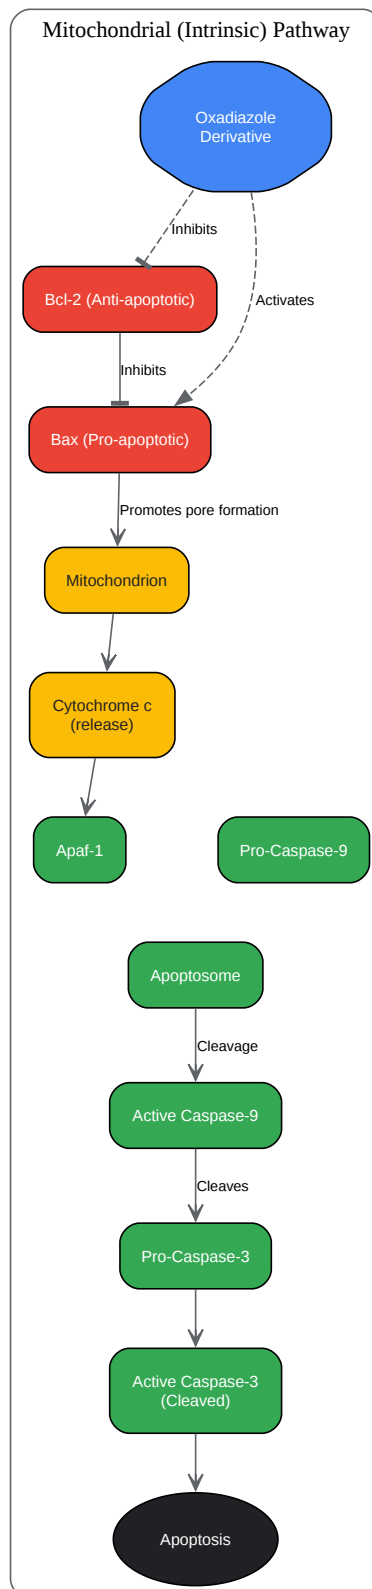 Mitochondrial (Intrinsic) Pathway
Oxadiazole
Derivative
Inhibits
Bcl-2 (Anti-apoptotic)
Activates
Inhibits
Bax (Pro-apoptotic)
Promotes pore formation
Mitochondrion
Cytochrome c
(release)
Apaf-1
Pro-Caspase-9
Apoptosome
Cleavage
Active Caspase-9
Cleaves
Pro-Caspase-3
Active Caspase-3
(Cleaved)
Apoptosis